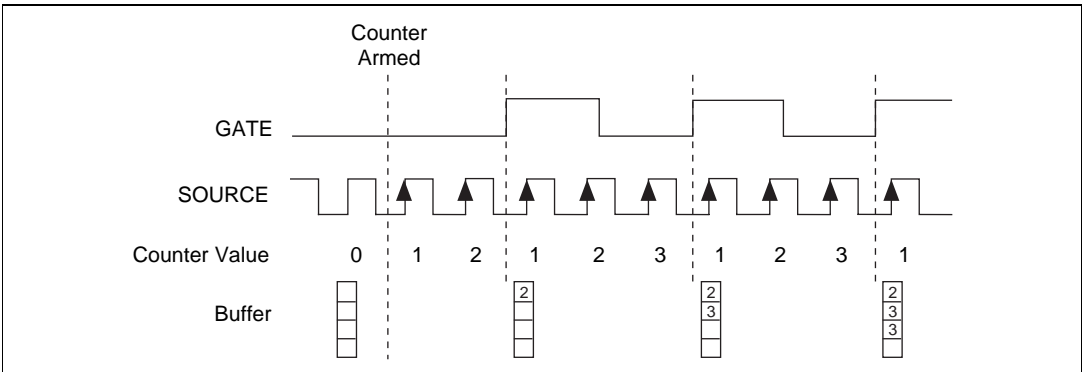 Counter
Armed
GATE
SOURCE
Counter Value 0 1 2 1 2 3 1 2 3 1
Buffer
2 2 2
3 3
3